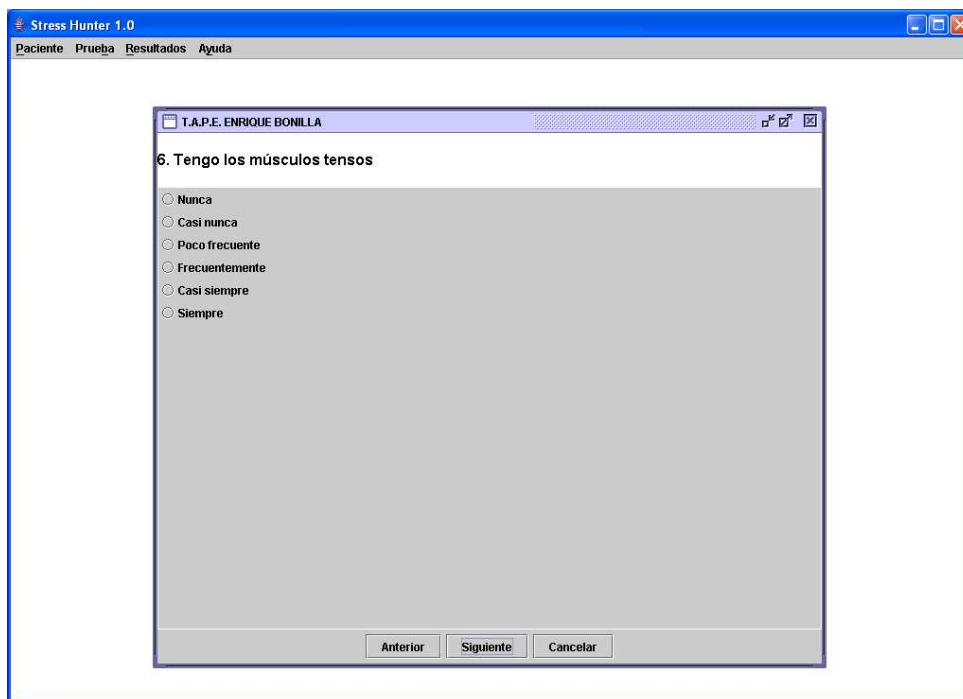 Stress Hunter 1.0
Paciente Prueba Resultados Ayuda
T.A.P.E. ENRIQUE BONILLA
6. Tengo los músculos tensos
Nunca
Casi nunca
Poco frecuente
Frecuentemente
Casi siempre
Siempre
Anterior Siguiente Cancelar